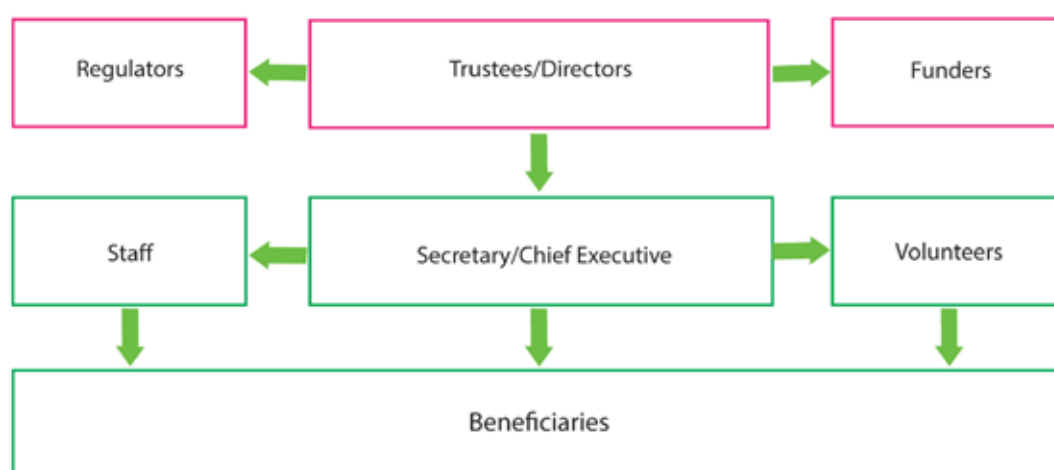 Regulators
Trustees/Directors
Funders
Staff
Secretary/Chief Executive
Volunteers
Beneficiaries